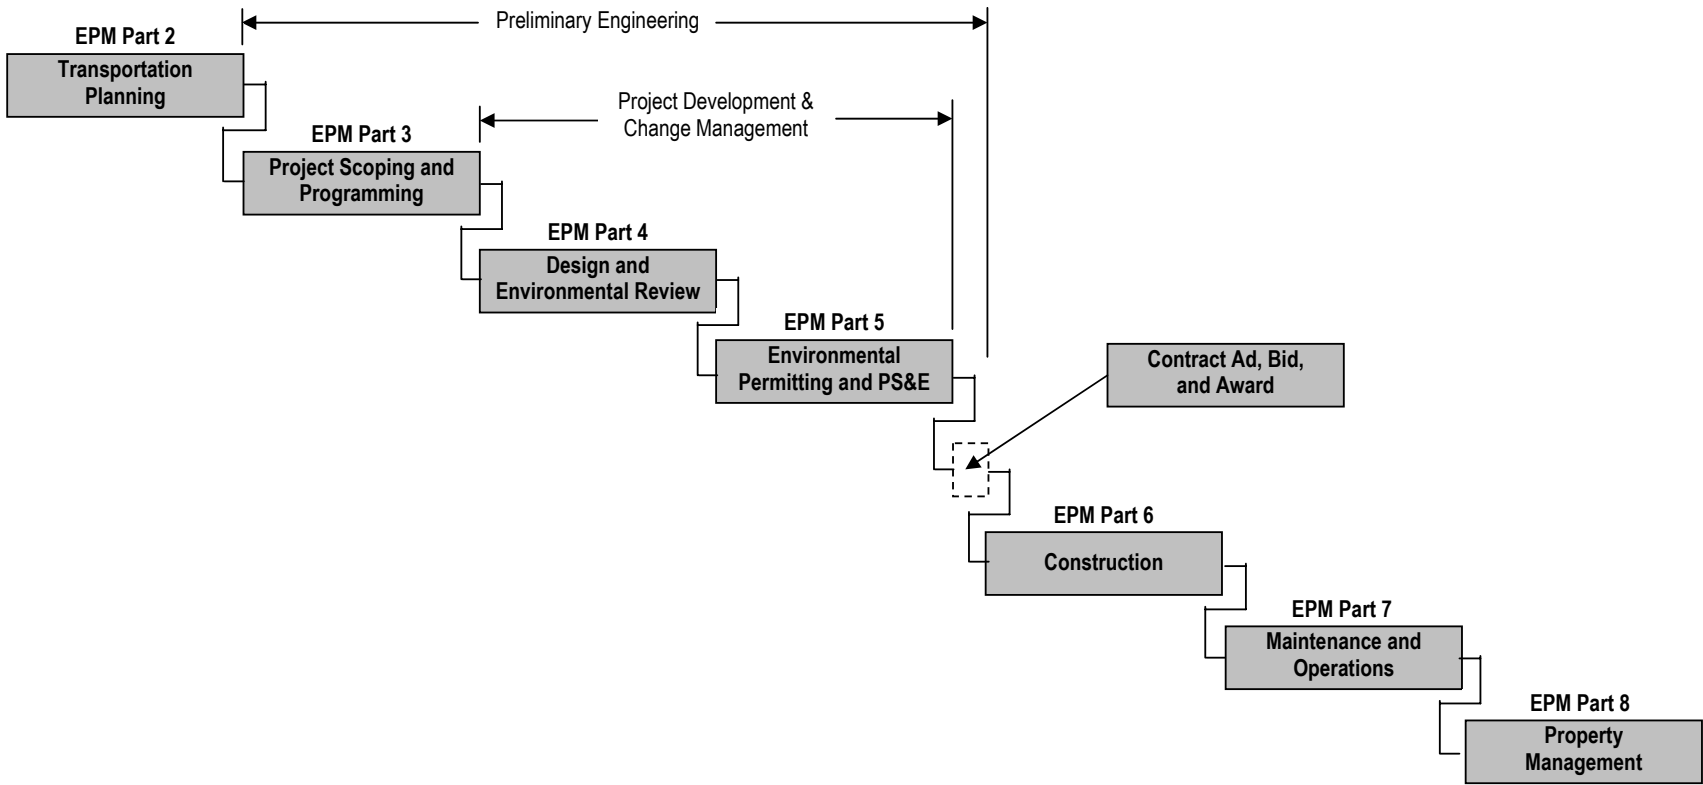 Preliminary Engineering
EPM Part 2
Transportation
Planning
Project Development &
Change Management
EPM Part 3
Project Scoping and
Programming
EPM Part 4
Design and
Environmental Review
EPM Part 5
Environmental
Permitting and PS&E
Contract Ad, Bid,
and Award
EPM Part 6
Construction
EPM Part 7
Maintenance and
Operations
EPM Part 8
Property
Management